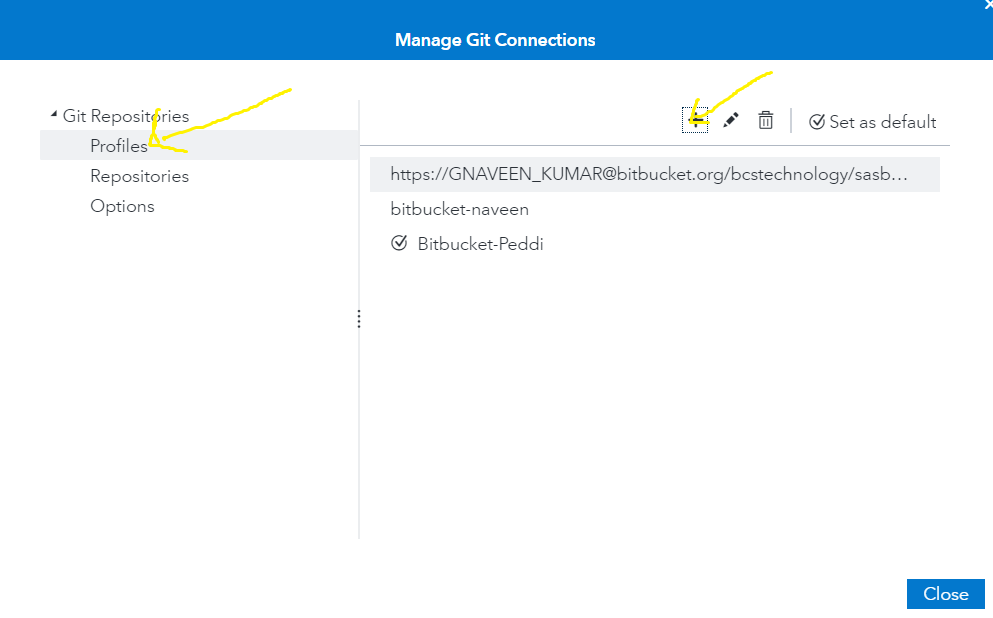 Manage Git Connections
Git Repositories
Profiles
Repositories
Options
Set as default
https://GNAVEEN_KUMAR@bitbucket.org/bcstechnology/sasb...
bitbucket-naveen
Bitbucket-Peddi
Close